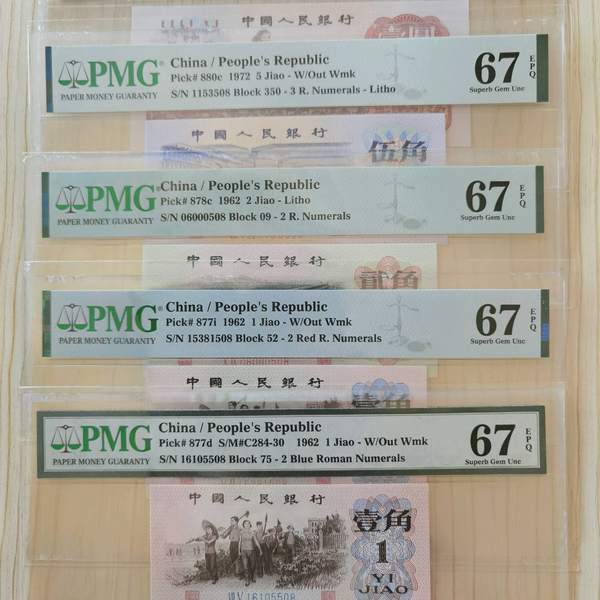 中國人民銀行
PMG
PAPER MONEY GUARANTY
China / People's Republic
Pick# 880c 1972 5 Jiao - W/Out Wmk
S/N 1153508 Block 350 - 3 R. Numerals - Litho
67 EPQ
Superb Gem Unc
中國人民銀行
伍角
PMG
PAPER MONEY GUARANTY
China / People's Republic
Pick# 878c 1962 2 Jiao - Litho
S/N 06000508 Block 09 - 2 R. Numerals
67 EPQ
Superb Gem Unc
中國人民銀行
貳角
PMG
PAPER MONEY GUARANTY
China / People's Republic
Pick# 877i 1962 1 Jiao - W/Out Wmk
S/N 15381508 Block 52 - 2 Red R. Numerals
67 EPQ
Superb Gem Unc
中國人民銀行
壹角
PMG
PAPER MONEY GUARANTY
China / People's Republic
Pick# 877d S/M#C284-30 1962 1 Jiao - W/Out Wmk
S/N 16105508 Block 75 - 2 Blue Roman Numerals
67 EPQ
Superb Gem Unc
中國人民銀行
壹角
1
YI
JIAO
16105508